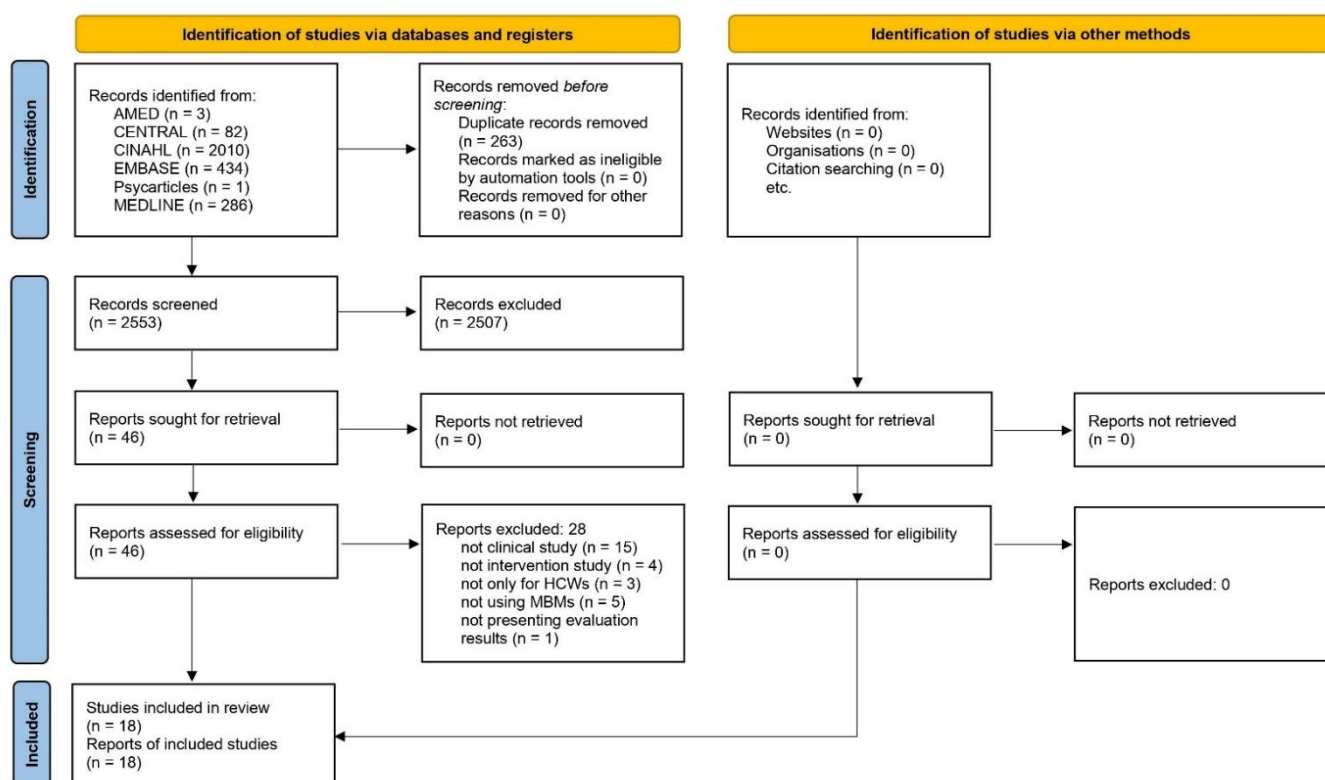 Identification of studies via databases and registers
Identification of studies via other methods
Identification
Records identified from:
AMED (n = 3)
CENTRAL (n = 82)
CINAHL (n = 2010)
EMBASE (n = 434)
Psycarticles (n = 1)
MEDLINE (n = 286)
Records removed before
screening:
Duplicate records removed
(n = 263)
Records marked as ineligible
by automation tools (n = 0)
Records removed for other
reasons (n = 0)
Records identified from:
Websites (n = 0)
Organisations (n = 0)
Citation searching (n = 0)
etc.
Screening
Records screened
(n = 2553)
Records excluded
(n = 2507)
Reports sought for retrieval
(n = 46)
Reports not retrieved
(n = 0)
Reports sought for retrieval
(n = 0)
Reports not retrieved
(n = 0)
Reports assessed for eligibility
(n = 46)
Reports excluded: 28
not clinical study (n = 15)
not intervention study (n = 4)
not only for HCWs (n = 3)
not using MBMs (n = 5)
not presenting evaluation
results (n = 1)
Reports assessed for eligibility
(n = 0)
Reports excluded: 0
Included
Studies included in review
(n = 18)
Reports of included studies
(n = 18)